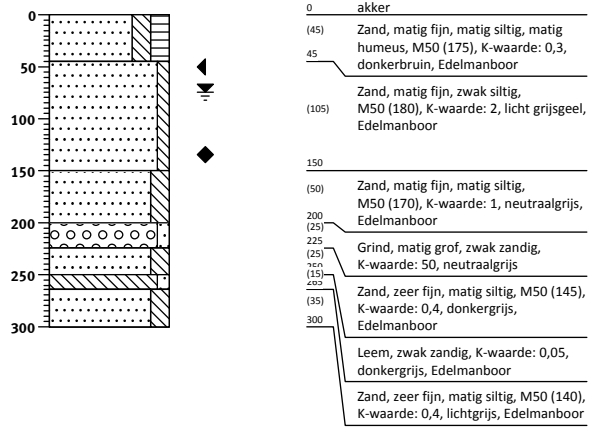 0
50
100
150
200
250
300
0 akker
(45) Zand, matig fijn, matig siltig, matig
humeus, M50 (175), K-waarde: 0,3,
45 donkerbruin, Edelmanboor
Zand, matig fijn, zwak siltig,
(105) M50 (180), K-waarde: 2, licht grijsgeel,
Edelmanboor
150
(50) Zand, matig fijn, matig siltig,
M50 (170), K-waarde: 1, neutraalgrijs,
200 Edelmanboor
(25)
225 Grind, matig grof, zwak zandig,
(25) K-waarde: 50, neutraalgrijs
250
(15) Zand, zeer fijn, matig siltig, M50 (145),
265 K-waarde: 0,4, donkergrijs,
(35) Edelmanboor
300
Leem, zwak zandig, K-waarde: 0,05,
donkergrijs, Edelmanboor
Zand, zeer fijn, matig siltig, M50 (140),
K-waarde: 0,4, lichtgrijs, Edelmanboor